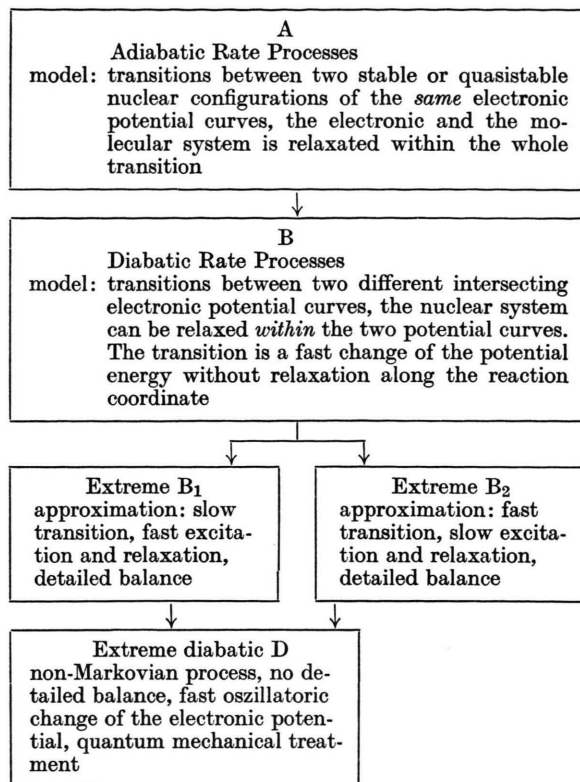 A
Adiabatic Rate Processes
model: transitions between two stable or quasistable
nuclear configurations of the same electronic
potential curves, the electronic and the mo-
lecular system is relaxated within the whole
transition
B
Diabatic Rate Processes
model: transitions between two different intersecting
electronic potential curves, the nuclear system
can be relaxed within the two potential curves.
The transition is a fast change of the potential
energy without relaxation along the reaction
coordinate
Extreme B₁
approximation: slow
transition, fast excita-
tion and relaxation,
detailed balance
Extreme B₂
approximation: fast
transition, slow excita-
tion and relaxation,
detailed balance
Extreme diabatic D
non-Markovian process, no de-
tailed balance, fast oszillatoric
change of the electronic poten-
tial, quantum mechanical treat-
ment